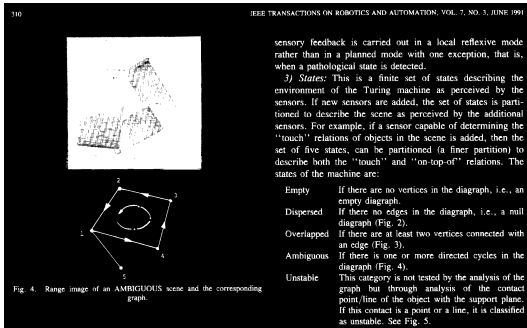 310
IEEE TRANSACTIONS ON ROBOTICS AND AUTOMATION, VOL. 7, NO. 3, JUNE 1991
2
3
1
4
5
Fig. 4. Range image of an AMBIGUOUS scene and the corresponding
graph.
sensory feedback is carried out in a local reflexive mode
rather than in a planned mode with one exception, that is,
when a pathological state is detected.
3) States: This is a finite set of states describing the
environment of the Turing machine as perceived by the
sensors. If new sensors are added, the set of states is parti-
tioned to describe the scene as perceived by the additional
sensors. For example, if a sensor capable of determining the
‘‘touch’’ relations of objects in the scene is added, then the
set of five states, can be partitioned (a finer partition) to
describe both the ‘‘touch’’ and ‘‘on-top-of’’ relations. The
states of the machine are:
Empty If there are no vertices in the diagram, i.e., an
empty diagram.
Dispersed If there no edges in the diagram, i.e., a null
diagram (Fig. 2).
Overlapped If there are at least two vertices connected with
an edge (Fig. 3).
Ambiguous If there is one or more directed cycles in the
diagram (Fig. 4).
Unstable This category is not tested by the analysis of the
graph but through analysis of the contact
point/line of the object with the support plane.
If this contact is a point or a line, it is classified
as unstable. See Fig. 5.